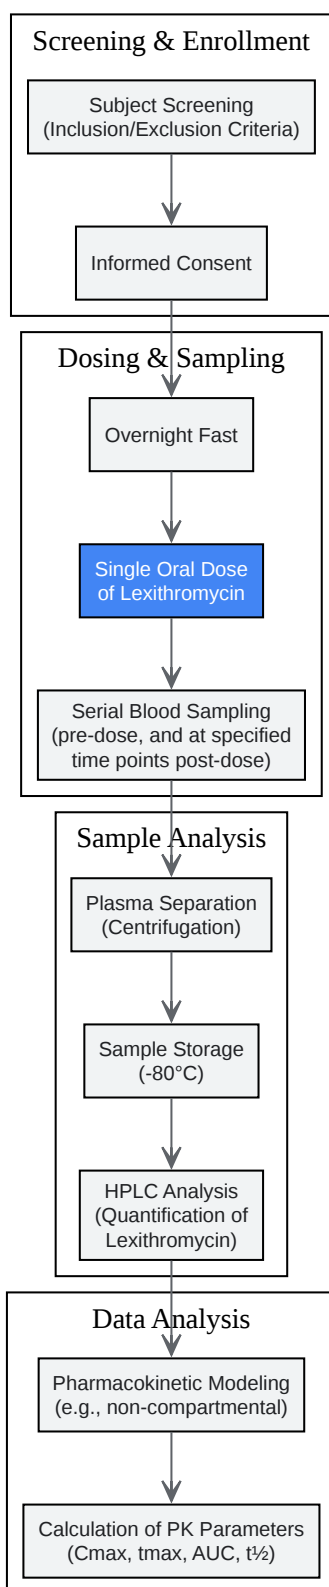 Screening & Enrollment
Subject Screening
(Inclusion/Exclusion Criteria)
Informed Consent
Dosing & Sampling
Overnight Fast
Single Oral Dose
of Lexithromycin
Serial Blood Sampling
(pre-dose, and at specified
time points post-dose)
Sample Analysis
Plasma Separation
(Centrifugation)
Sample Storage
(-80°C)
HPLC Analysis
(Quantification of
Lexithromycin)
Data Analysis
Pharmacokinetic Modeling
(e.g., non-compartmental)
Calculation of PK Parameters
(Cmax, tmax, AUC, t½)